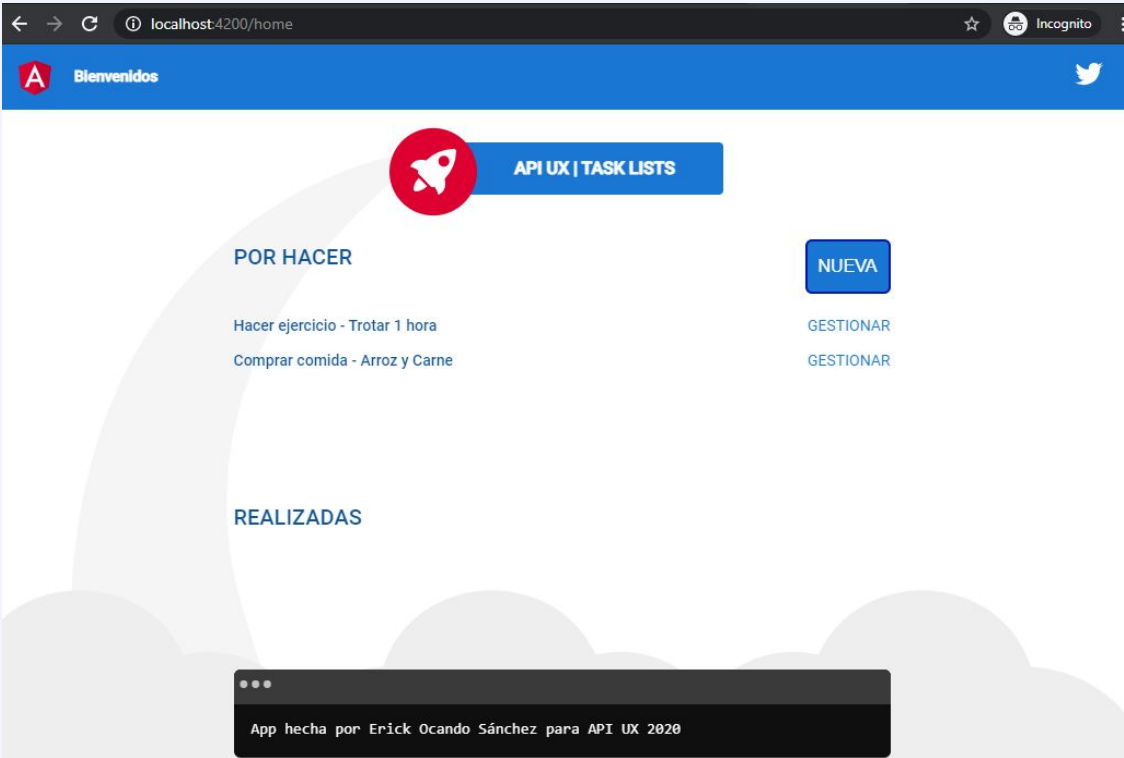 localhost:4200/home
Incognito
A
Bienvenidos
API UX | TASK LISTS
POR HACER
NUEVA
Hacer ejercicio - Trotar 1 hora
GESTIONAR
Comprar comida - Arroz y Carne
GESTIONAR
REALIZADAS
App hecha por Erick Ocando Sánchez para API UX 2020